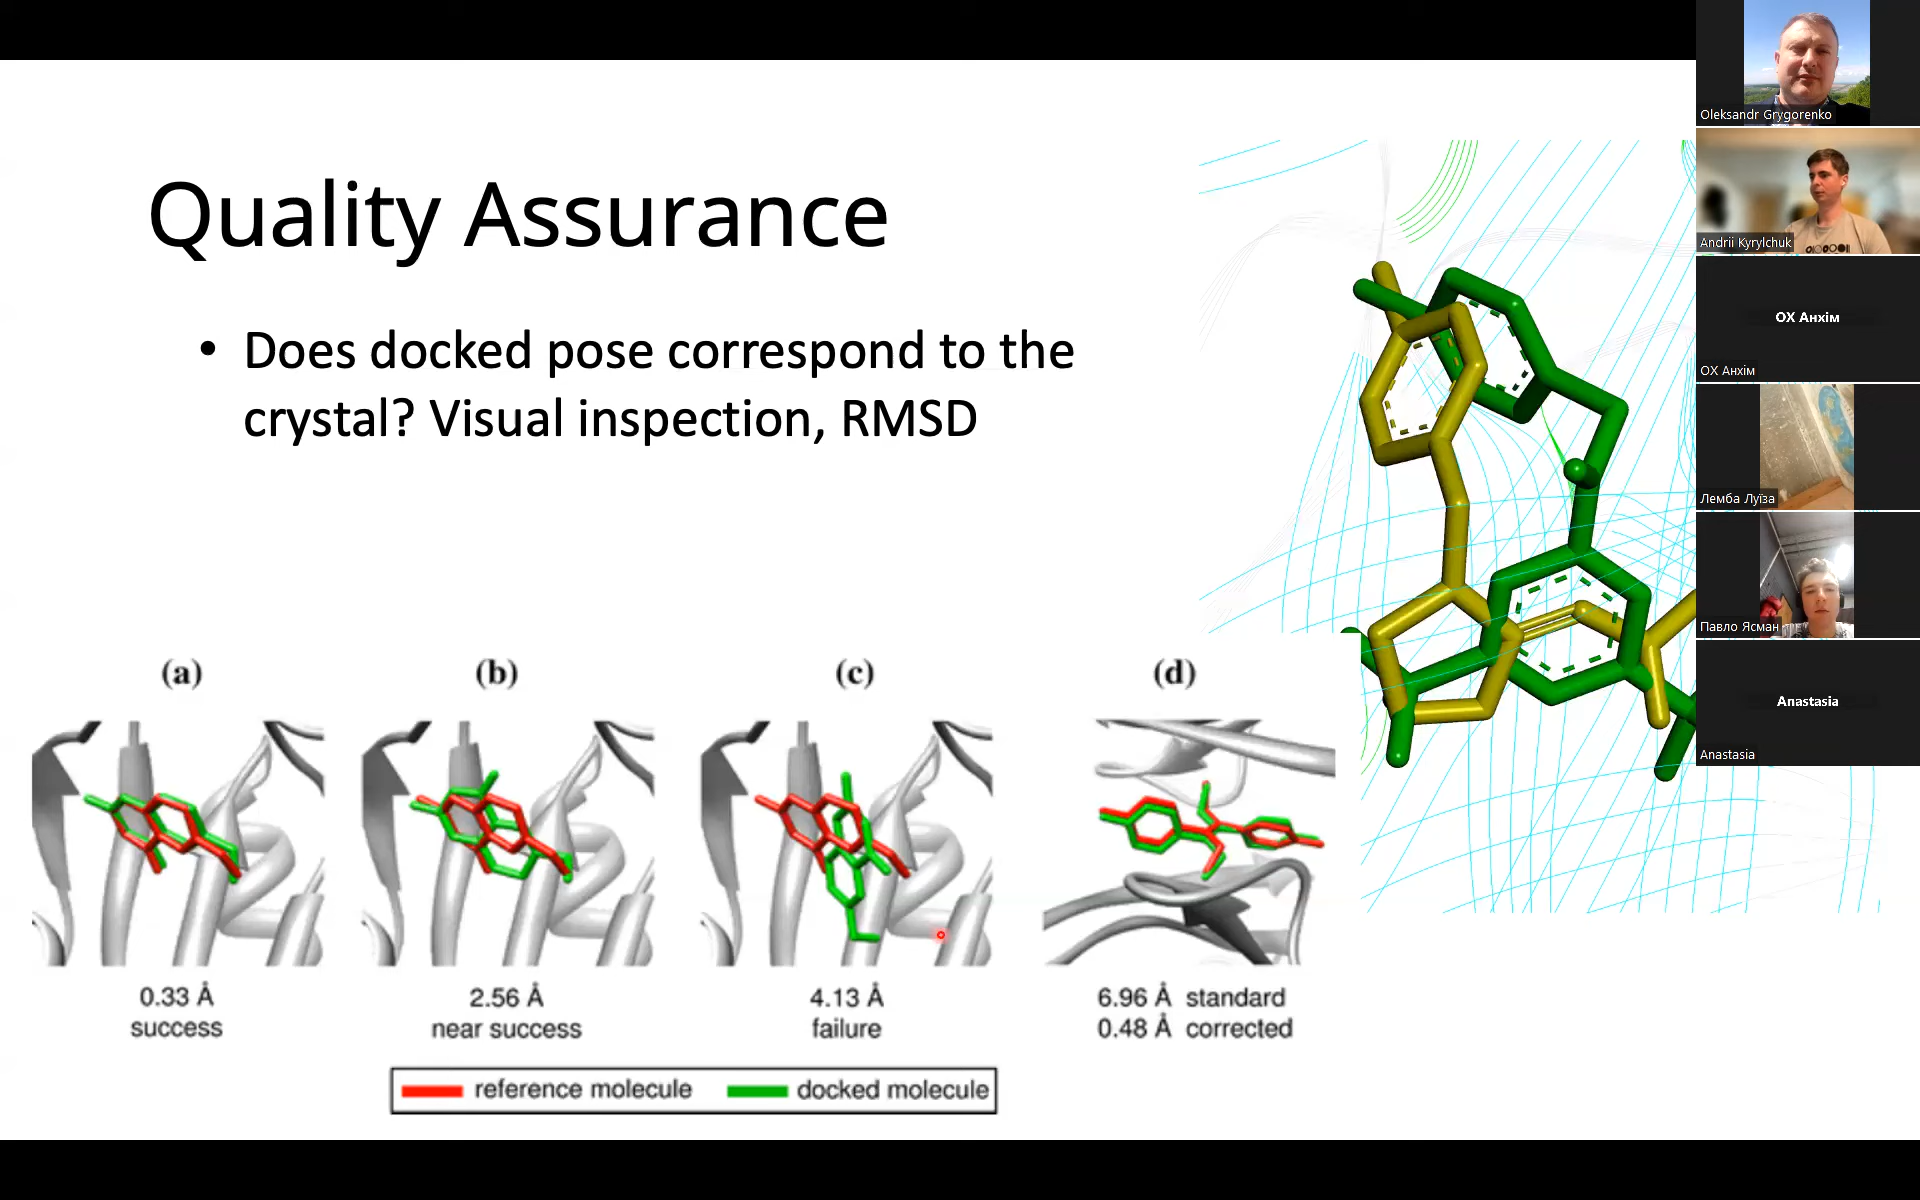 Quality Assurance
• Does docked pose correspond to the
crystal? Visual inspection, RMSD
(a)
(b)
(c)
(d)
0.33 Å
success
2.56 Å
near success
4.13 Å
failure
6.96 Å standard
0.48 Å corrected
reference molecule
docked molecule
Oleksandr Grygorenko
Andrii Kyrylchuk
ОХ Анхім
ОХ Анхім
Лемба Луїза
Павло Ясман
Anastasia
Anastasia